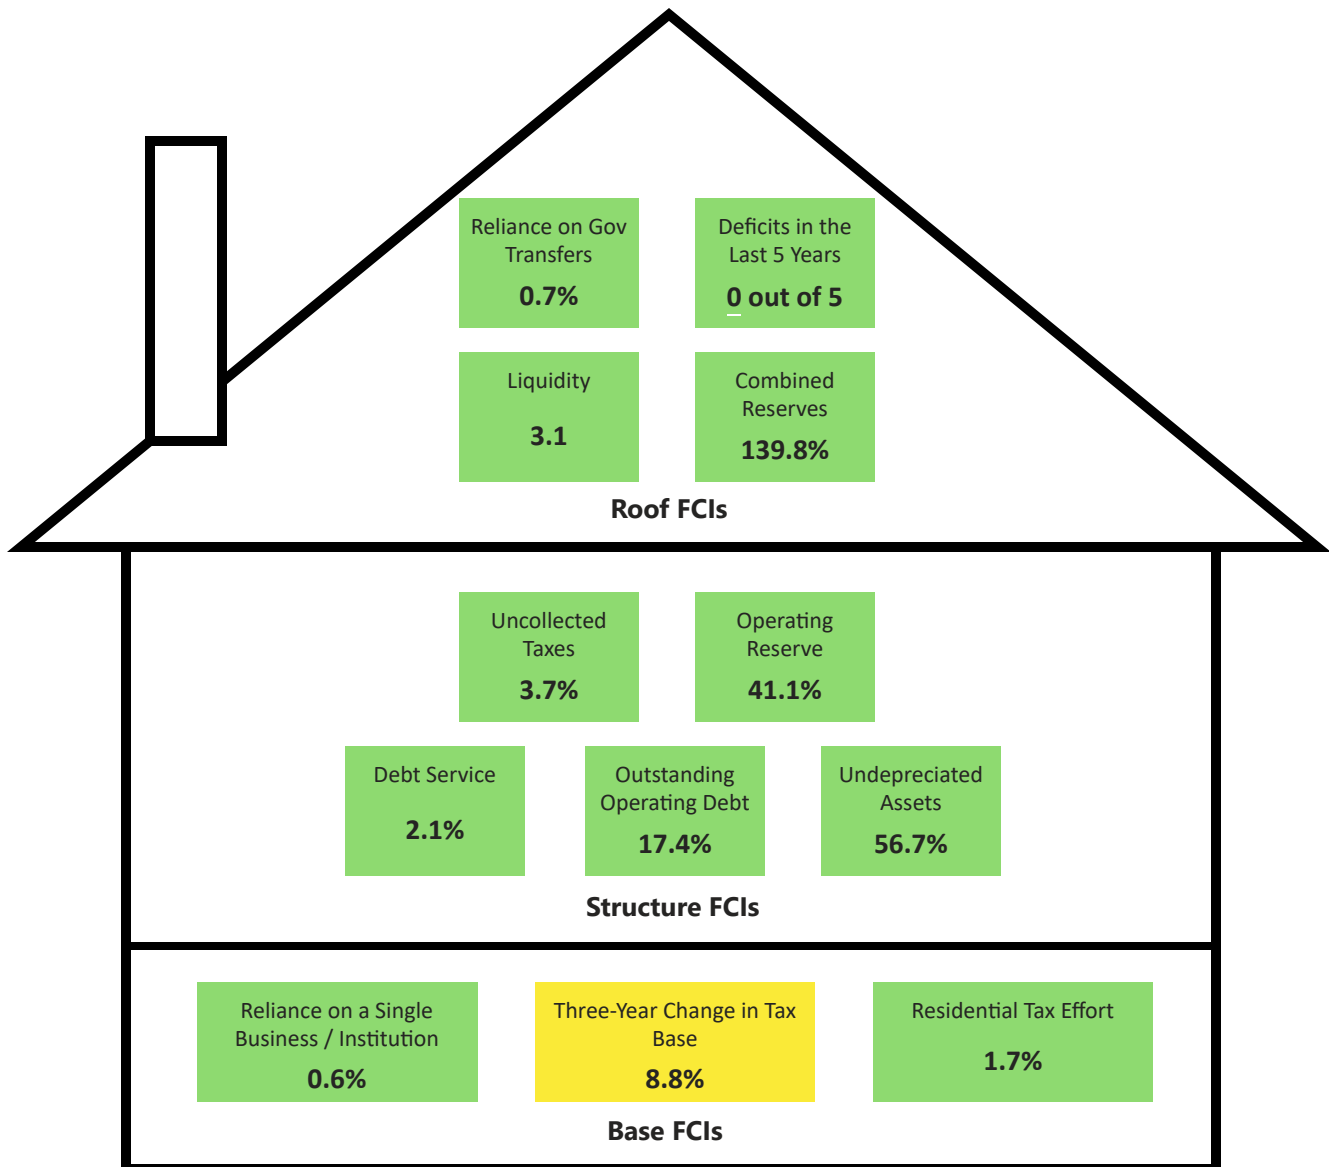 Reliance on Gov
Transfers
0.7%
Deficits in the
Last 5 Years
0 out of 5
Liquidity
3.1
Combined
Reserves
139.8%
Roof FCIs
Uncollected
Taxes
3.7%
Operating
Reserve
41.1%
Debt Service
2.1%
Outstanding
Operating Debt
17.4%
Undepreciated
Assets
56.7%
Structure FCIs
Reliance on a Single
Business / Institution
0.6%
Three-Year Change in Tax
Base
8.8%
Residential Tax Effort
1.7%
Base FCIs